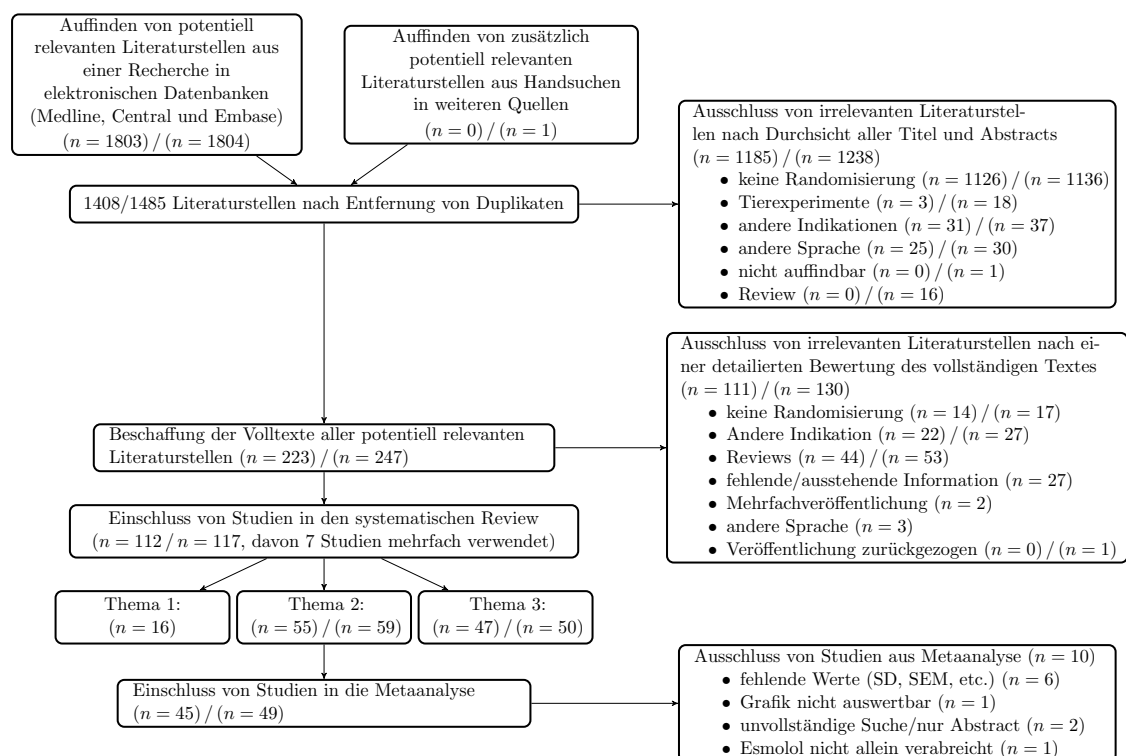 Auffinden von potentiell
relevanten Literaturstellen aus
einer Recherche in
elektronischen Datenbanken
(Medline, Central und Embase)
(n = 1803) / (n = 1804)
Auffinden von zusätzlich
potentiell relevanten
Literaturstellen aus Handsuchen
in weiteren Quellen
(n = 0) / (n = 1)
1408/1485 Literaturstellen nach Entfernung von Duplikaten
Ausschluss von irrelevanten Literaturstel-
len nach Durchsicht aller Titel und Abstracts
(n = 1185) / (n = 1238)
• keine Randomisierung (n = 1126) / (n = 1136)
• Tierexperimente (n = 3) / (n = 18)
• andere Indikationen (n = 31) / (n = 37)
• andere Sprache (n = 25) / (n = 30)
• nicht auffindbar (n = 0) / (n = 1)
• Review (n = 0) / (n = 16)
Ausschluss von irrelevanten Literaturstellen nach ei-
ner detailierten Bewertung des vollständigen Textes
(n = 111) / (n = 130)
• keine Randomisierung (n = 14) / (n = 17)
• Andere Indikation (n = 22) / (n = 27)
• Reviews (n = 44) / (n = 53)
• fehlende/ausstehende Information (n = 27)
• Mehrfachveröffentlichung (n = 2)
• andere Sprache (n = 3)
• Veröffentlichung zurückgezogen (n = 0) / (n = 1)
Beschaffung der Volltexte aller potentiell relevanten
Literaturstellen (n = 223) / (n = 247)
Einschluss von Studien in den systematischen Review
(n = 112 / n = 117, davon 7 Studien mehrfach verwendet)
Thema 1:
(n = 16)
Thema 2:
(n = 55) / (n = 59)
Thema 3:
(n = 47) / (n = 50)
Einschluss von Studien in die Metaanalyse
(n = 45) / (n = 49)
Ausschluss von Studien aus Metaanalyse (n = 10)
• fehlende Werte (SD, SEM, etc.) (n = 6)
• Grafik nicht auswertbar (n = 1)
• unvollständige Suche/nur Abstract (n = 2)
• Esmolol nicht allein verabreicht (n = 1)